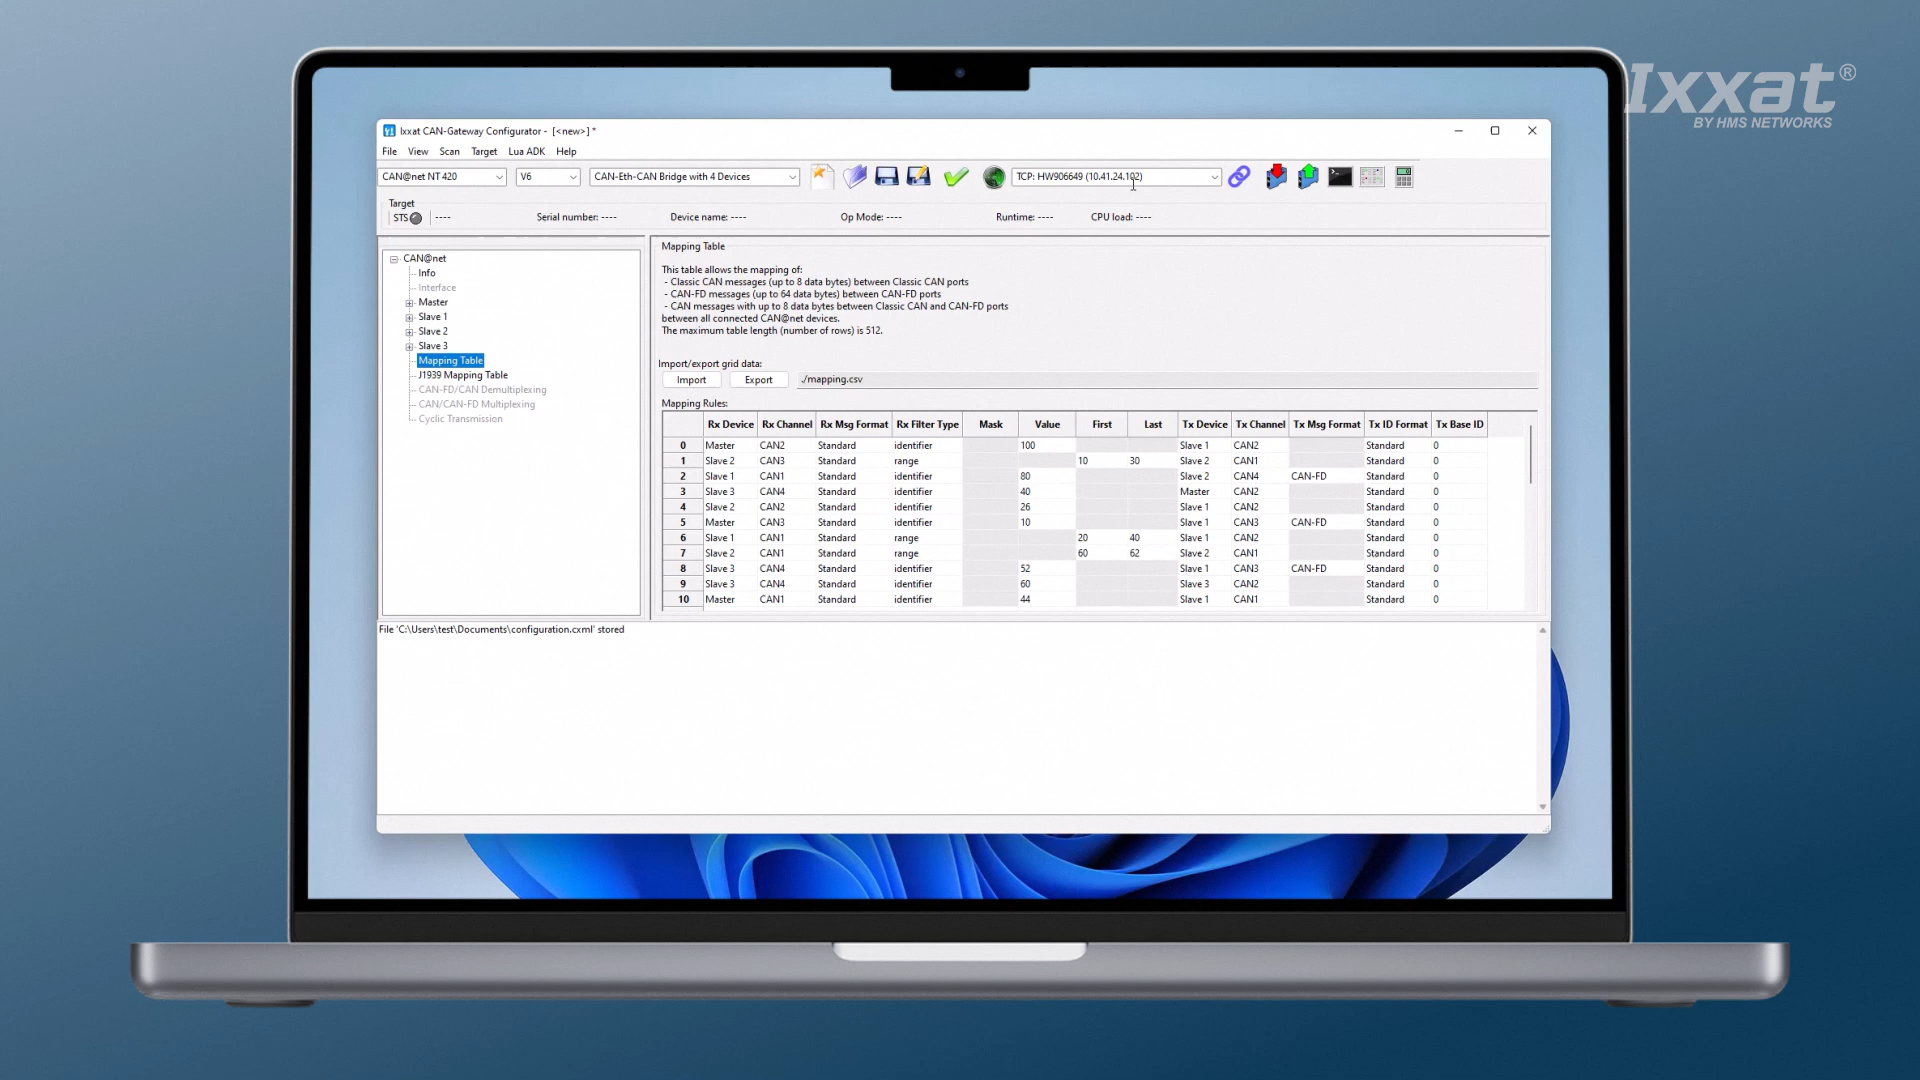 Ixxat®
BY HMS NETWORKS
Ixxat CAN-Gateway Configurator - [<new>] *
File View Scan Target Lua ADK Help
CAN@net NT 420 V6 CAN-Eth-CAN Bridge with 4 Devices TCP: HW906649 (10.41.24.102)
Target
STS ---- Serial number: ---- Device name: ---- Op Mode: ---- Runtime: ---- CPU load: ----
CAN@net
Info
Interface
Master
Slave 1
Slave 2
Slave 3
Mapping Table
J1939 Mapping Table
CAN-FD/CAN Demultiplexing
CAN/CAN-FD Multiplexing
Cyclic Transmission
Mapping Table
This table allows the mapping of:
- Classic CAN messages (up to 8 data bytes) between Classic CAN ports
- CAN-FD messages (up to 64 data bytes) between CAN-FD ports
- CAN messages with up to 8 data bytes between Classic CAN and CAN-FD ports
between all connected CAN@net devices.
The maximum table length (number of rows) is 512.
Import/export grid data:
Import Export ./mapping.csv
Mapping Rules:
Rx Device Rx Channel Rx Msg Format Rx Filter Type Mask Value First Last Tx Device Tx Channel Tx Msg Format Tx ID Format Tx Base ID
0 Master CAN2 Standard identifier 100 Slave 1 CAN2 Standard 0
1 Slave 2 CAN3 Standard range 10 30 Slave 2 CAN1 Standard 0
2 Slave 1 CAN1 Standard identifier 80 Slave 2 CAN4 CAN-FD Standard 0
3 Slave 3 CAN4 Standard identifier 40 Master CAN2 Standard 0
4 Slave 2 CAN2 Standard identifier 26 Slave 1 CAN2 Standard 0
5 Master CAN3 Standard identifier 10 Slave 1 CAN3 CAN-FD Standard 0
6 Slave 1 CAN1 Standard range 20 40 Slave 1 CAN2 Standard 0
7 Slave 2 CAN1 Standard range 60 62 Slave 2 CAN1 Standard 0
8 Slave 3 CAN4 Standard identifier 52 Slave 1 CAN3 CAN-FD Standard 0
9 Slave 3 CAN4 Standard identifier 60 Slave 3 CAN2 Standard 0
10 Master CAN1 Standard identifier 44 Slave 1 CAN1 Standard 0
File 'C:\Users\test\Documents\configuration.cxml' stored